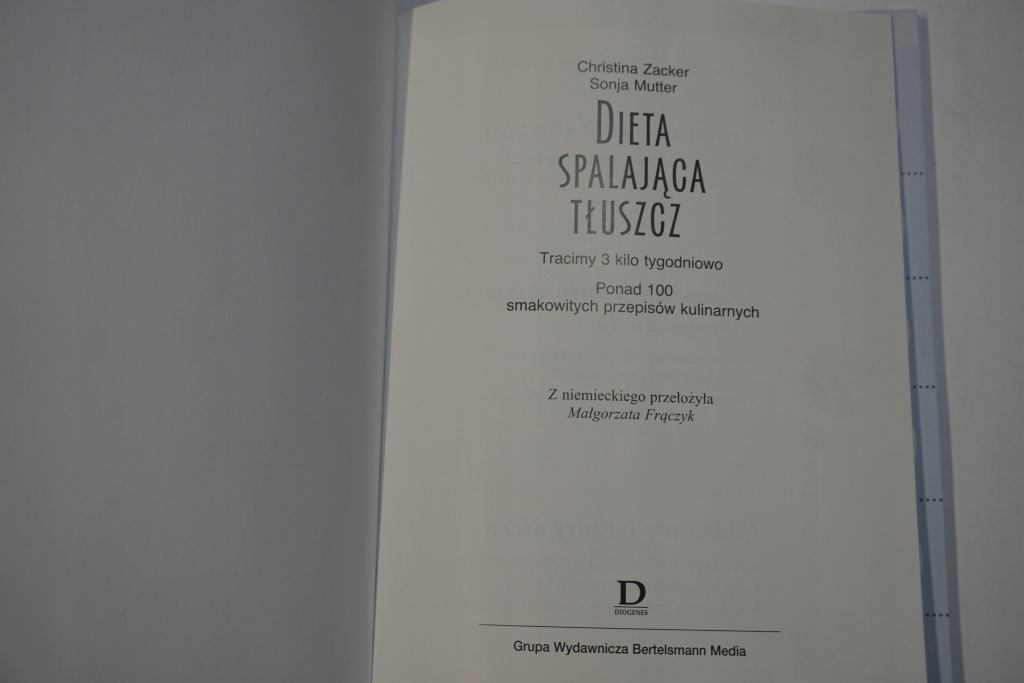 Christina Zacker
Sonja Mutter
DIETA
SPALAJĄCA
TŁUSZCZ
Tracimy 3 kilo tygodniowo
Ponad 100
smakowitych przepisów kulinarnych
Z niemieckiego przełożyła
Małgorzata Frączyk
D
DIOGENES
Grupa Wydawnicza Bertelsmann Media